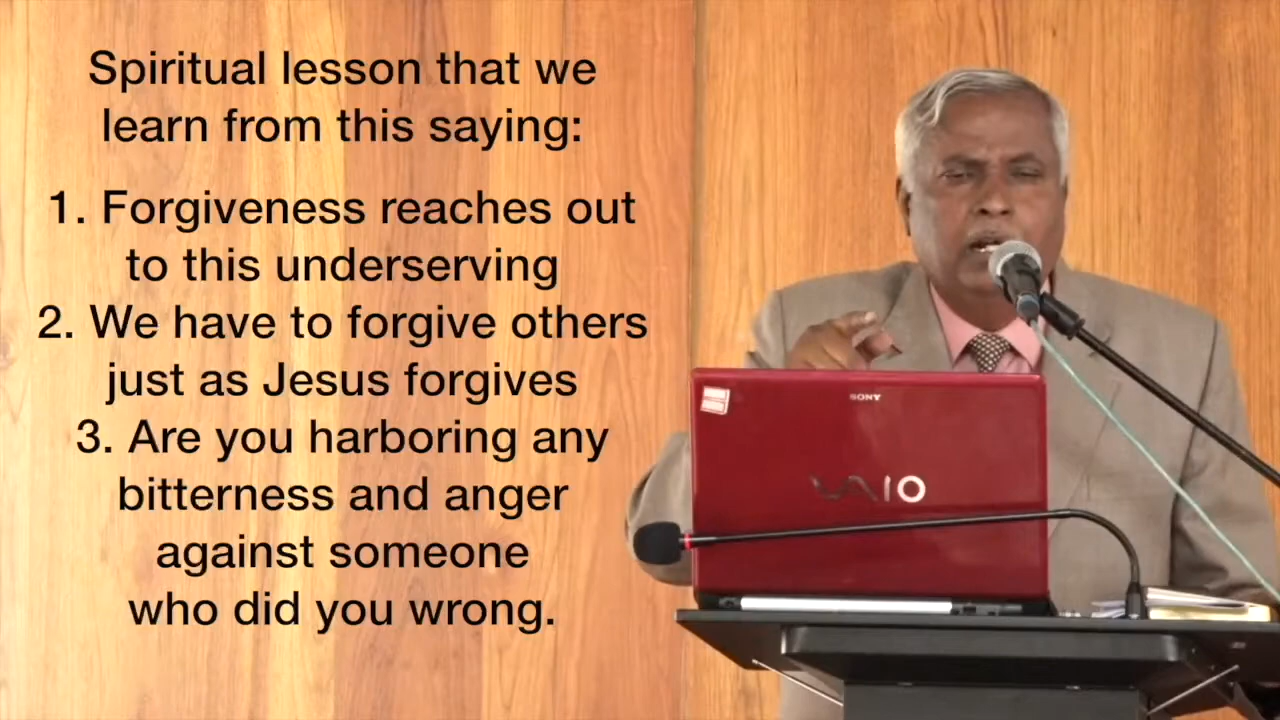 Spiritual lesson that we
learn from this saying:
1. Forgiveness reaches out
to this underserving
2. We have to forgive others
just as Jesus forgives
3. Are you harboring any
bitterness and anger
against someone
who did you wrong.
SONY
VAIO